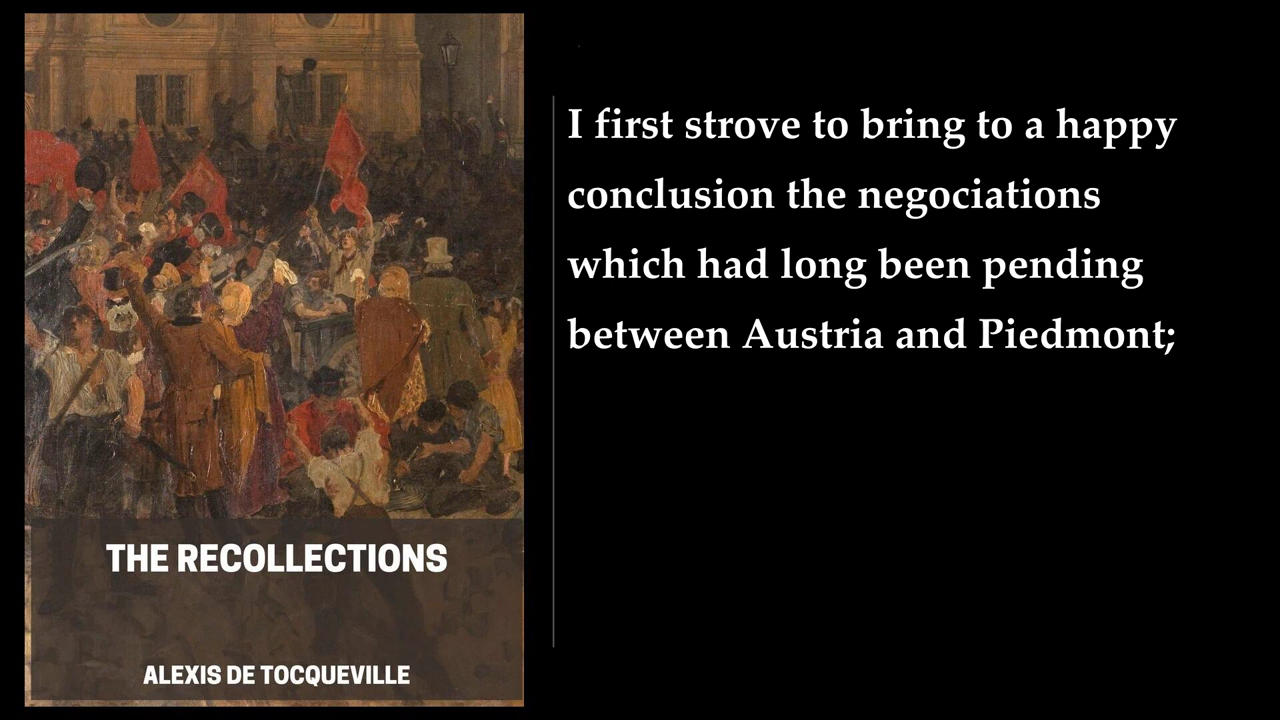 I first strove to bring to a happy
conclusion the negociations
which had long been pending
between Austria and Piedmont;
THE RECOLLECTIONS
ALEXIS DE TOCQUEVILLE